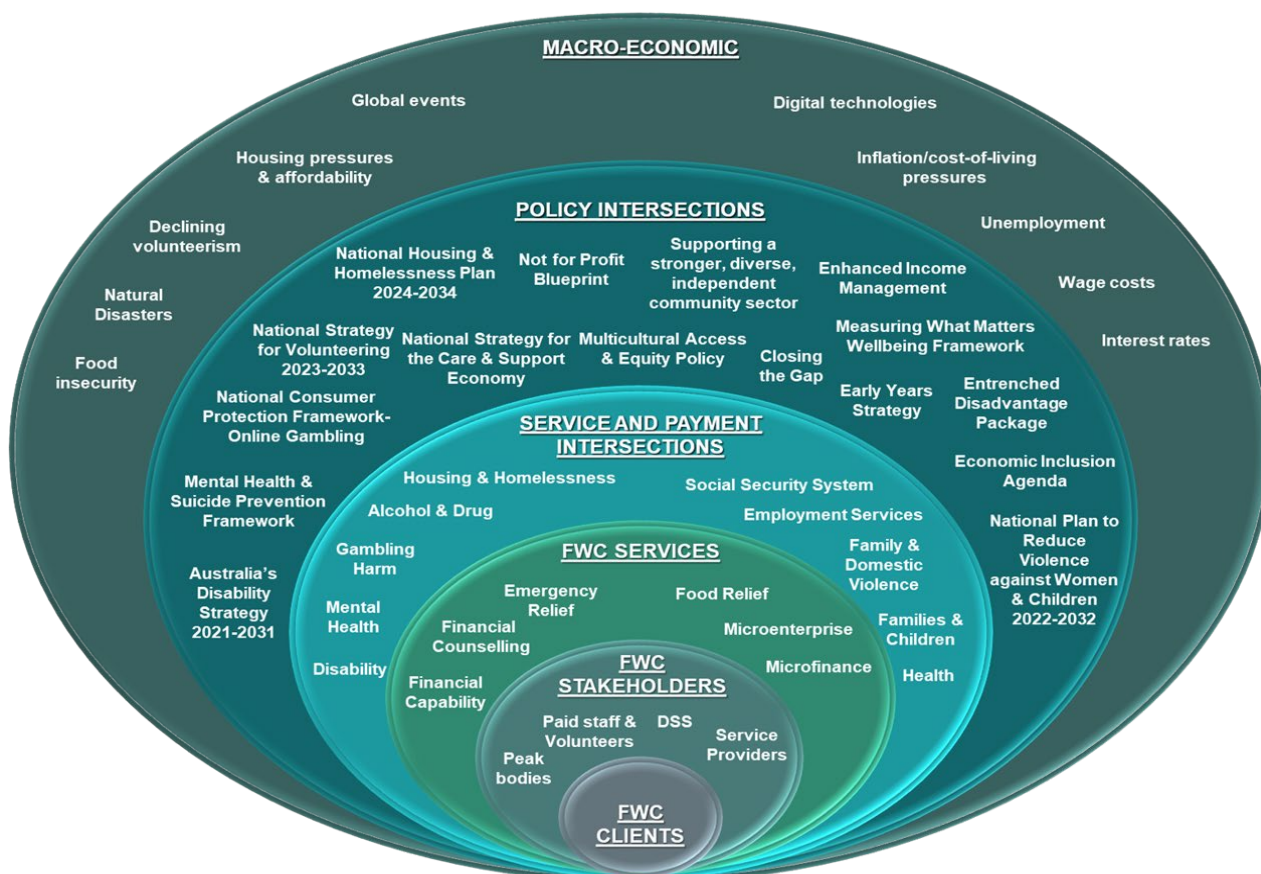 MACRO-ECONOMIC
Global events
Digital technologies
Housing pressures
& affordability
Inflation/cost-of-living
pressures
Declining
volunteerism
Unemployment
Natural
Disasters
Wage costs
Food
insecurity
Interest rates
POLICY INTERSECTIONS
National Housing &
Homelessness Plan
2024-2034
Not for Profit
Blueprint
Supporting a
stronger, diverse,
independent
community sector
Enhanced Income
Management
National Strategy
for Volunteering
2023-2033
National Strategy for
the Care & Support
Economy
Multicultural Access
& Equity Policy
Closing
the Gap
Measuring What Matters
Wellbeing Framework
National Consumer
Protection Framework-
Online Gambling
Early Years
Strategy
Entrenched
Disadvantage
Package
Mental Health &
Suicide Prevention
Framework
Economic Inclusion
Agenda
Australia's
Disability
Strategy
2021-2031
National Plan to
Reduce
Violence
against Women
& Children
2022-2032
SERVICE AND PAYMENT
INTERSECTIONS
Housing & Homelessness
Social Security System
Alcohol & Drug
Employment Services
Gambling
Harm
Family &
Domestic
Violence
Mental
Health
Families &
Children
Disability
Health
FWC SERVICES
Emergency
Relief
Food Relief
Financial
Counselling
Microenterprise
Financial
Capability
Microfinance
FWC
STAKEHOLDERS
Paid staff &
Volunteers
DSS
Service
Providers
Peak
bodies
FWC
CLIENTS